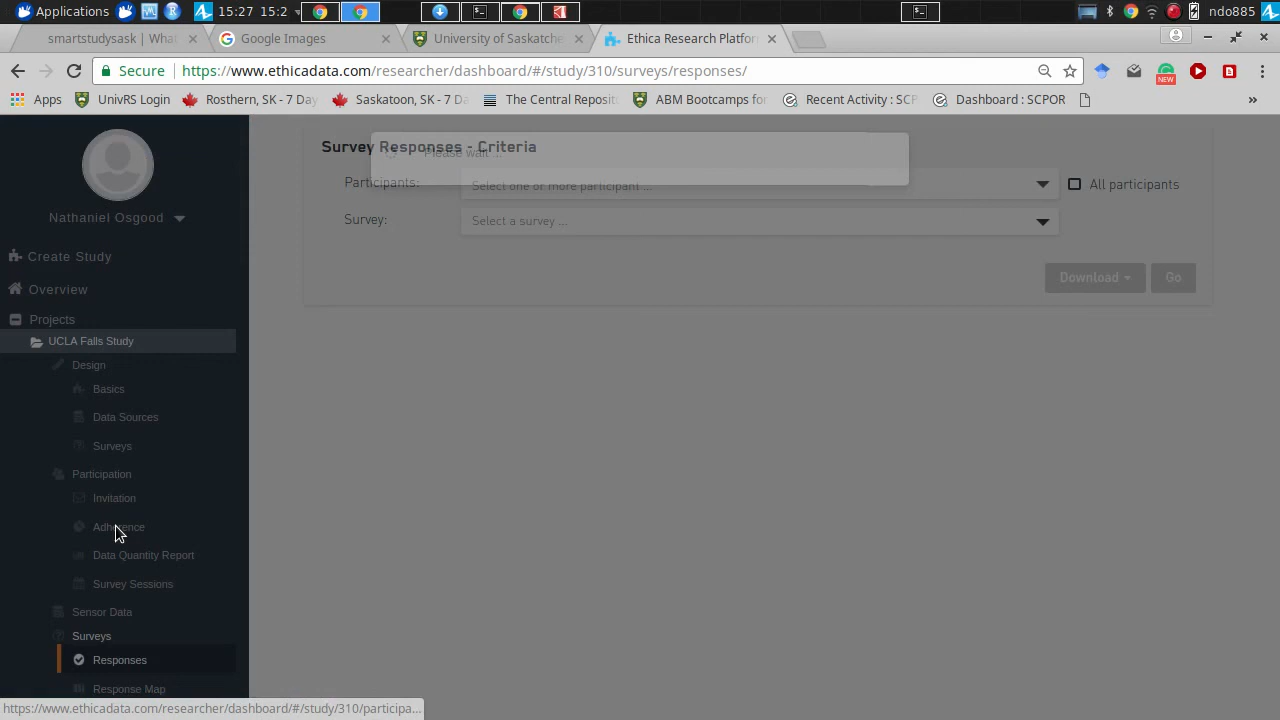 Applications 15:27 15:2 ndo885
smartstudysask | What Google Images University of Saskatche Ethica Research Platfor
Secure https://www.ethicadata.com/researcher/dashboard/#/study/310/surveys/responses/
NEW
Apps UnivRS Login Rosthern, SK - 7 Day Saskatoon, SK - 7 Da The Central Reposit ABM Bootcamps fo Recent Activity : SCP Dashboard : SCPOR »
Nathaniel Osgood
Create Study
Overview
Projects
UCLA Falls Study
Design
Basics
Data Sources
Surveys
Participation
Invitation
Adherence
Data Quantity Report
Survey Sessions
Sensor Data
Surveys
Responses
Response Map
Survey Responses - Criteria
Please wait ...
Participants: Select one or more participant ... All participants
Survey: Select a survey ...
Download Go
https://www.ethicadata.com/researcher/dashboard/#/study/310/participa...